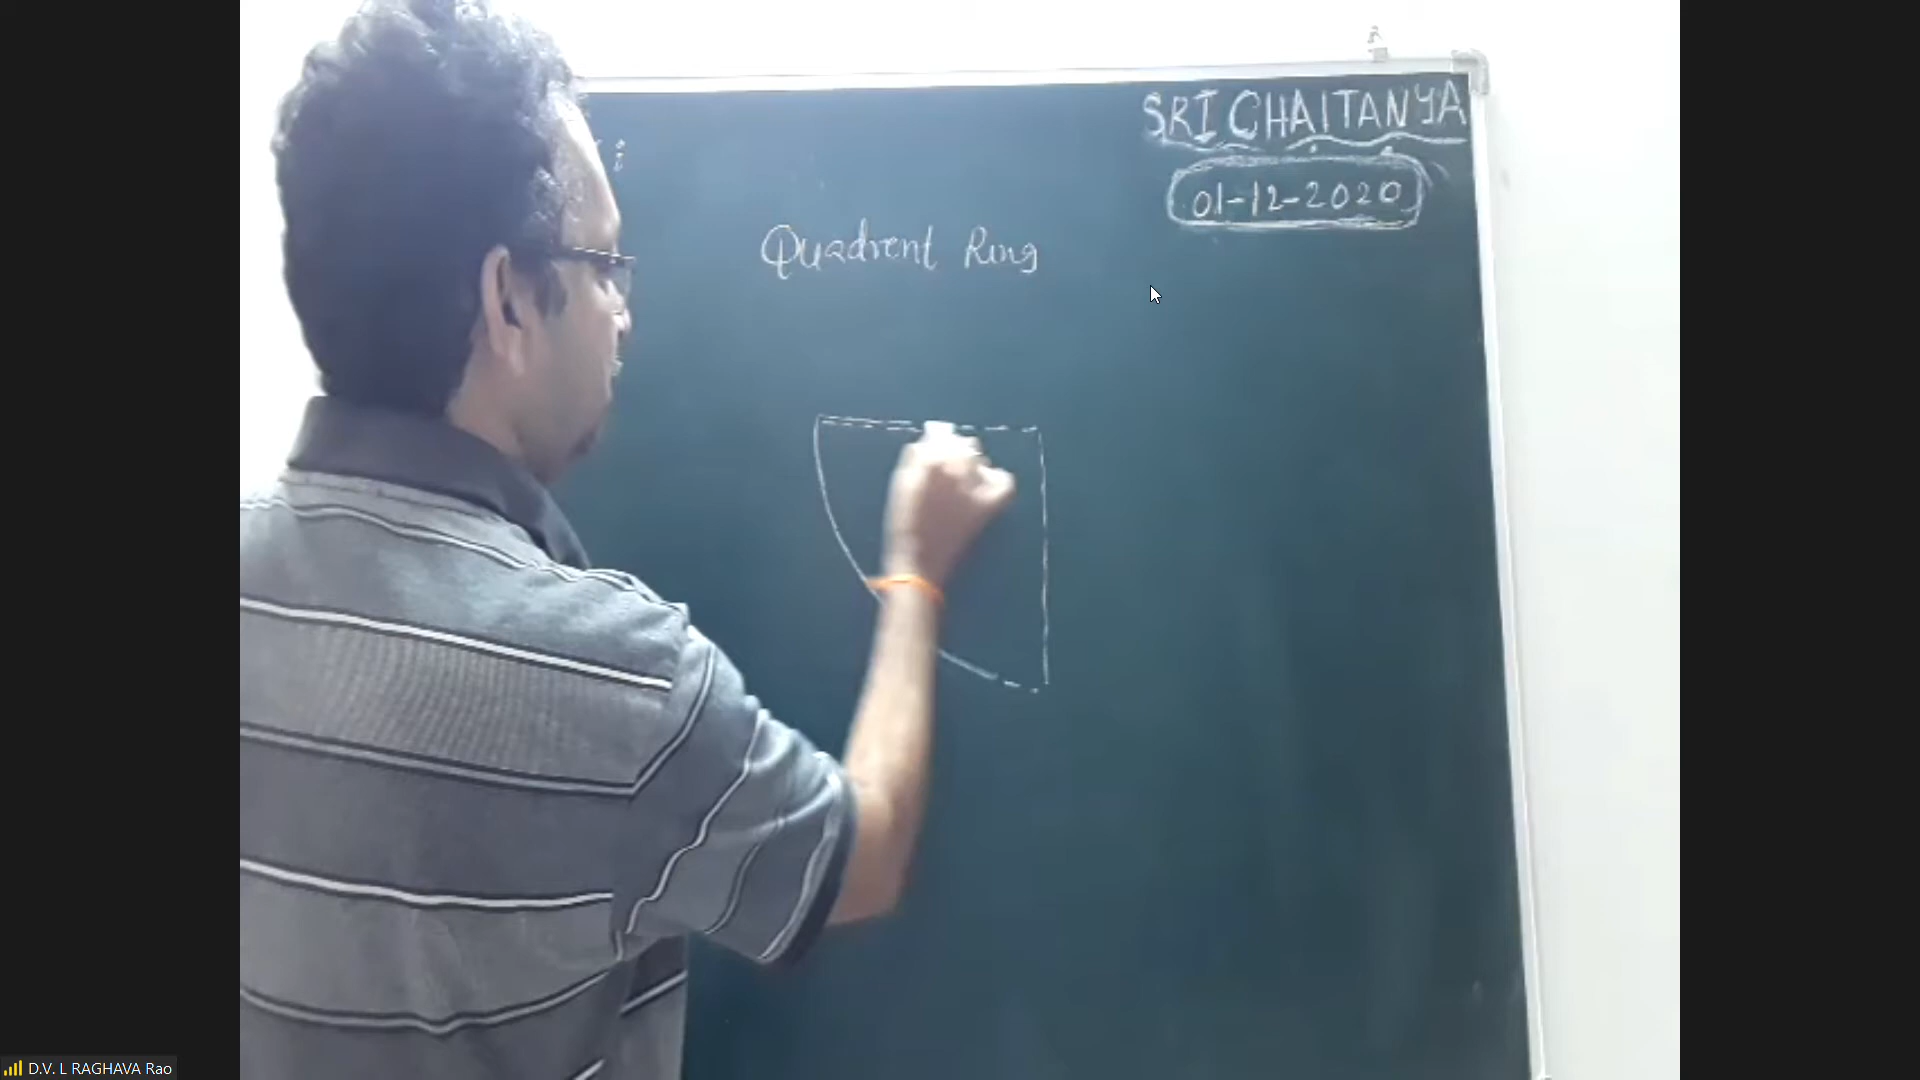 SRI CHAITANYA
01-12-2020
Quadrent Ring
D.V. L RAGHAVA Rao